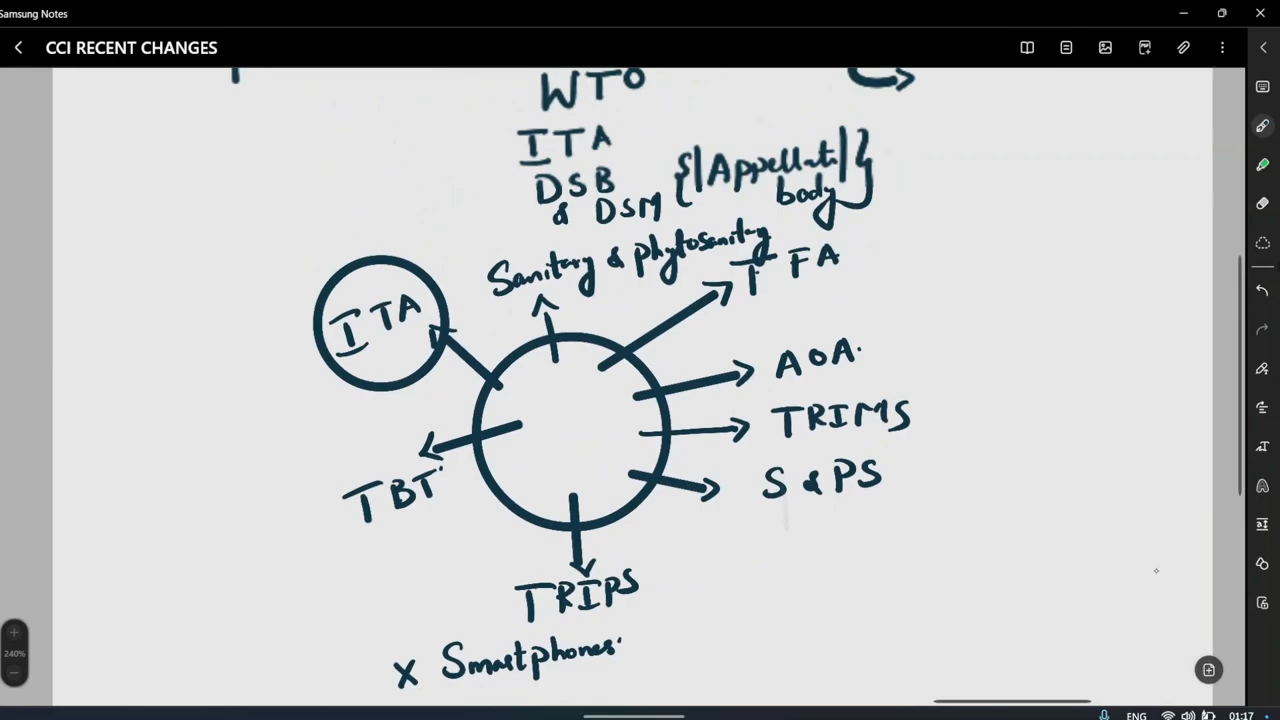 Samsung Notes
CCI RECENT CHANGES
WTO
ITA
DSB
& DSM
{|Appellate|}
body
Sanitary & phytosanitary
TFA
ITA
AOA.
TRIMS
TBT
S & PS
TRIPS
X Smartphones
240%
ENG
01:17